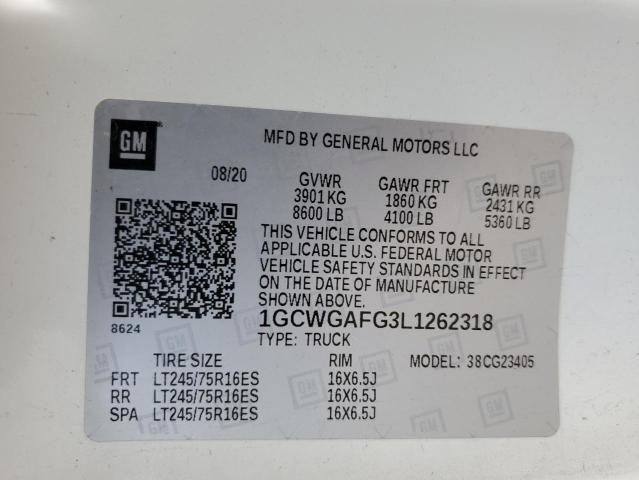 GM
MFD BY GENERAL MOTORS LLC
08/20
GVWR GAWR FRT GAWR RR
3901 KG 1860 KG 2431 KG
8600 LB 4100 LB 5360 LB
THIS VEHICLE CONFORMS TO ALL
APPLICABLE U.S. FEDERAL MOTOR
VEHICLE SAFETY STANDARDS IN EFFECT
ON THE DATE OF MANUFACTURE
SHOWN ABOVE.
8624
1GCWGAFG3L1262318
TYPE: TRUCK
TIRE SIZE RIM MODEL: 38CG23405
FRT LT245/75R16ES 16X6.5J
RR LT245/75R16ES 16X6.5J
SPA LT245/75R16ES 16X6.5J